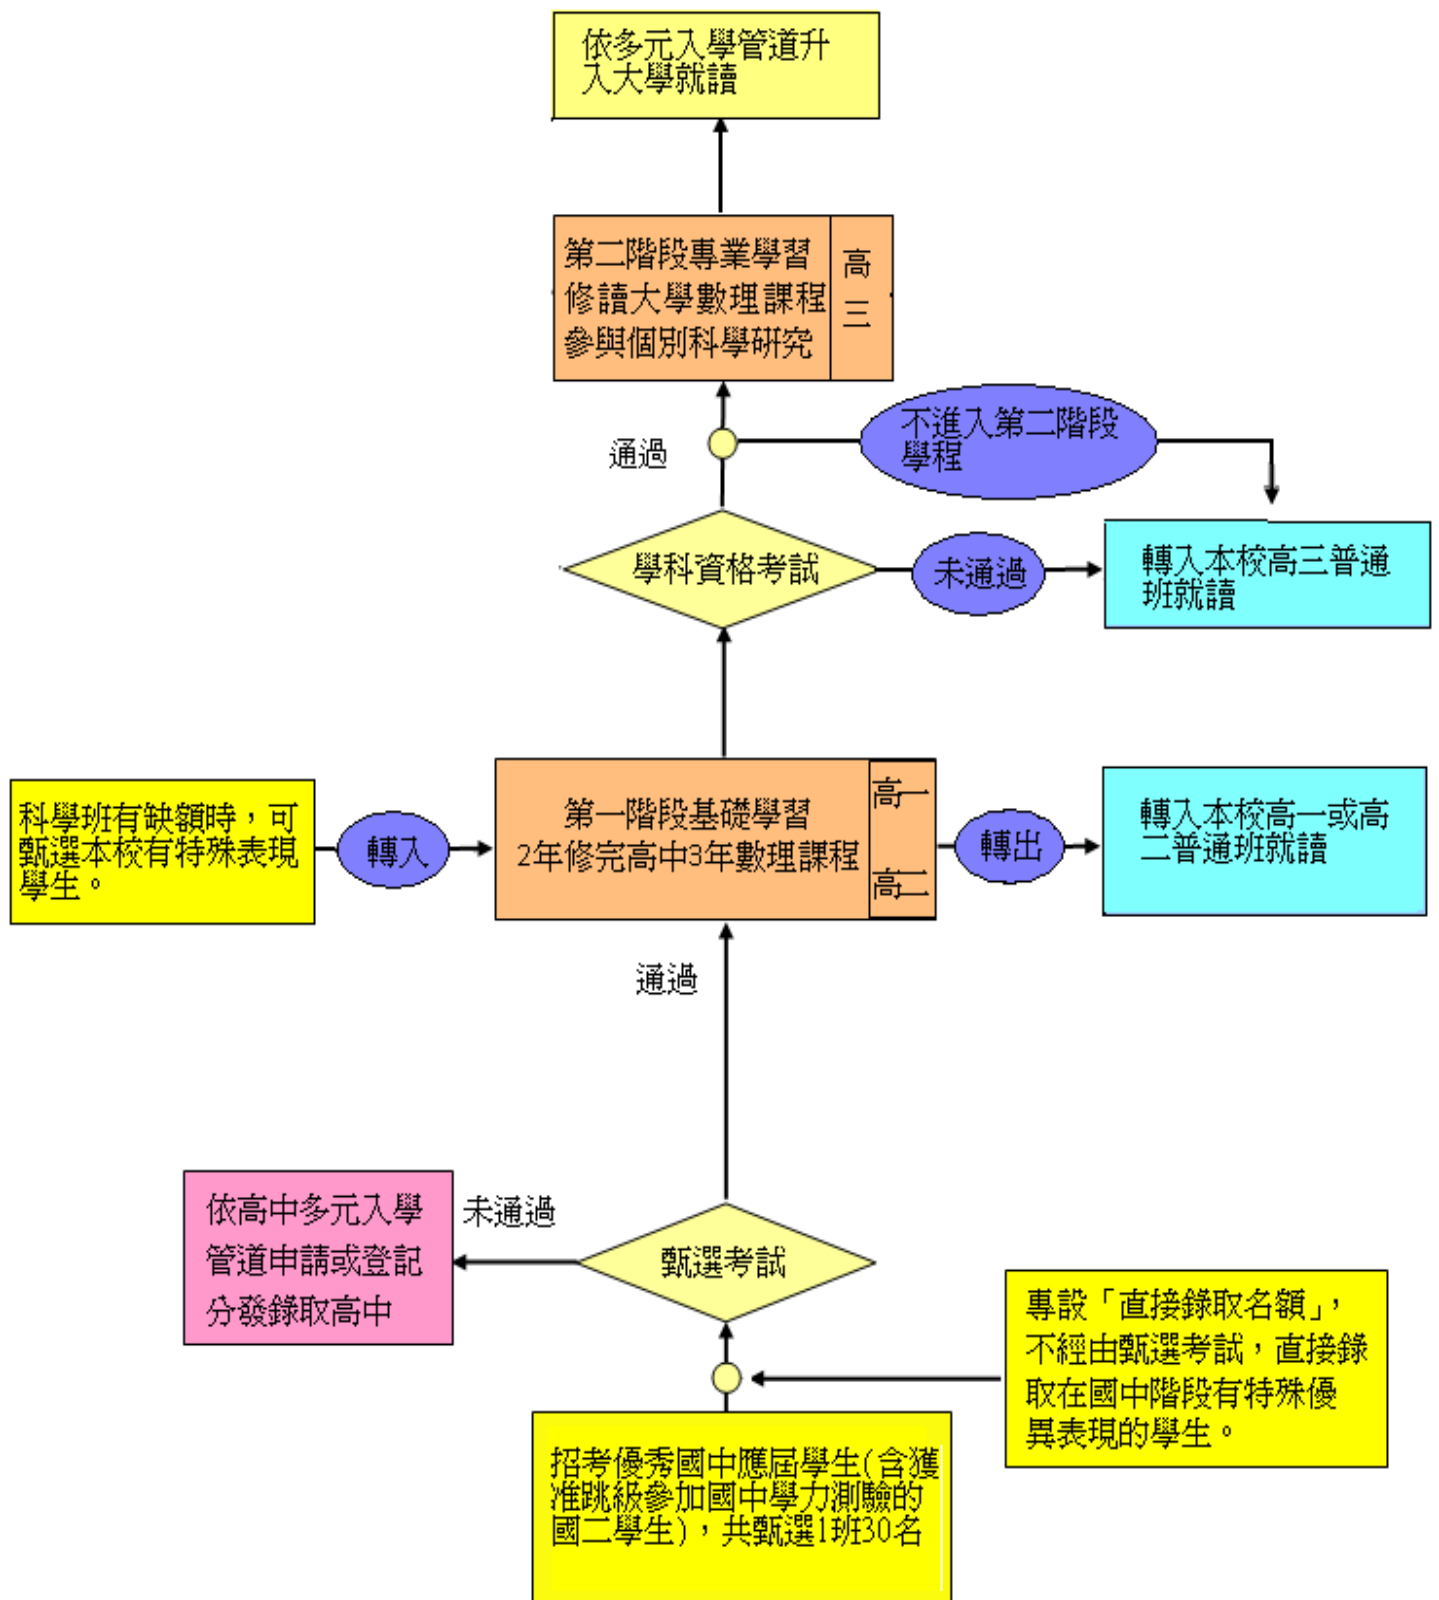 依多元入學管道升
入大學就讀
第二階段專業學習
修讀大學數理課程
參與個別科學研究
高
三
不進入第二階段
學程
通過
學科資格考試
未通過
轉入本校高三普通
班就讀
科學班有缺額時，可
甄選本校有特殊表現
學生。
轉入
第一階段基礎學習
2年修完高中3年數理課程
高一
高二
轉出
轉入本校高一或高
二普通班就讀
通過
依高中多元入學
管道申請或登記
分發錄取高中
未通過
甄選考試
專設「直接錄取名額」，
不經由甄選考試，直接錄
取在國中階段有特殊優
異表現的學生。
招考優秀國中應屆學生(含獲
准跳級參加國中學力測驗的
國二學生)，共甄選1班30名